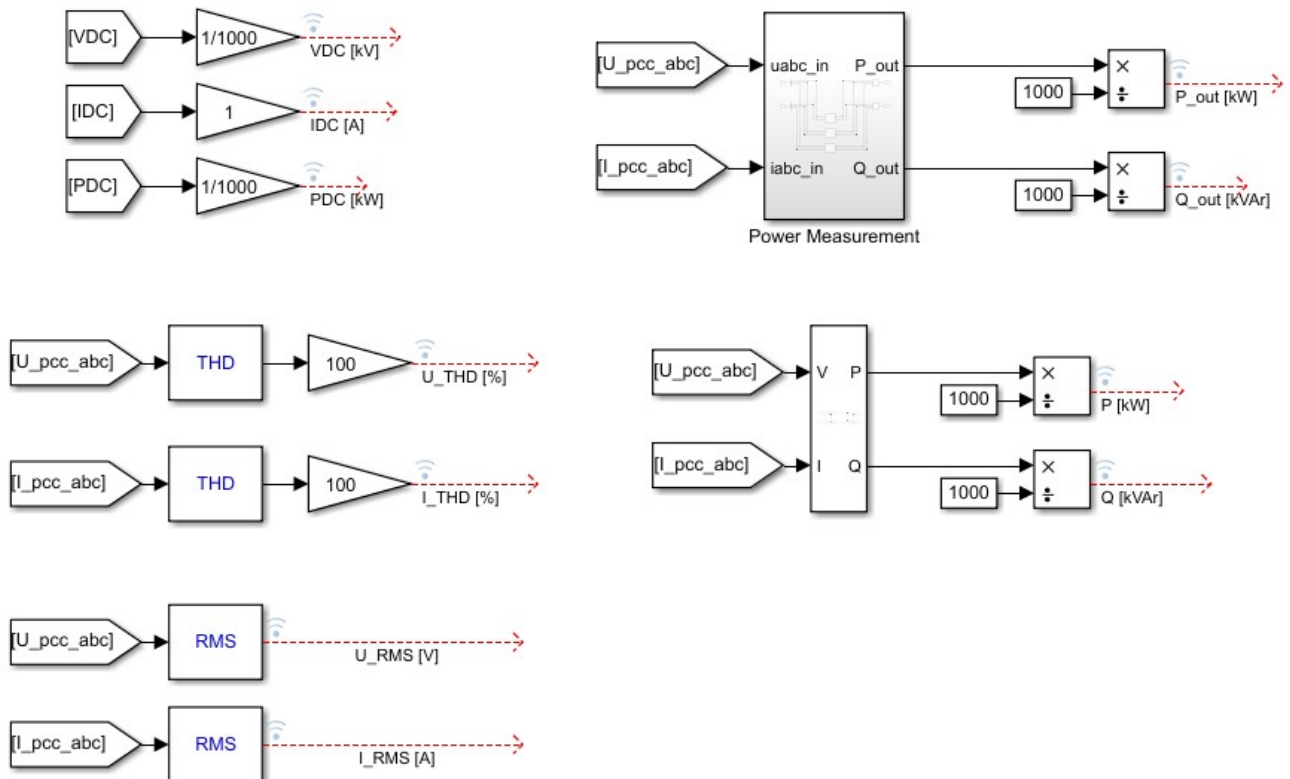 [VDC]
1/1000
VDC [kV]
[IDC]
1
IDC [A]
[PDC]
1/1000
PDC [kW]
[U_pcc_abc]
uabc_in
P_out
×
1000
÷
P_out [kW]
[I_pcc_abc]
iabc_in
Q_out
×
1000
÷
Q_out [kVAr]
Power Measurement
[U_pcc_abc]
THD
100
U_THD [%]
[I_pcc_abc]
THD
100
I_THD [%]
[U_pcc_abc]
V
P
×
1000
÷
P [kW]
[I_pcc_abc]
I
Q
×
1000
÷
Q [kVAr]
[U_pcc_abc]
RMS
U_RMS [V]
[I_pcc_abc]
RMS
I_RMS [A]